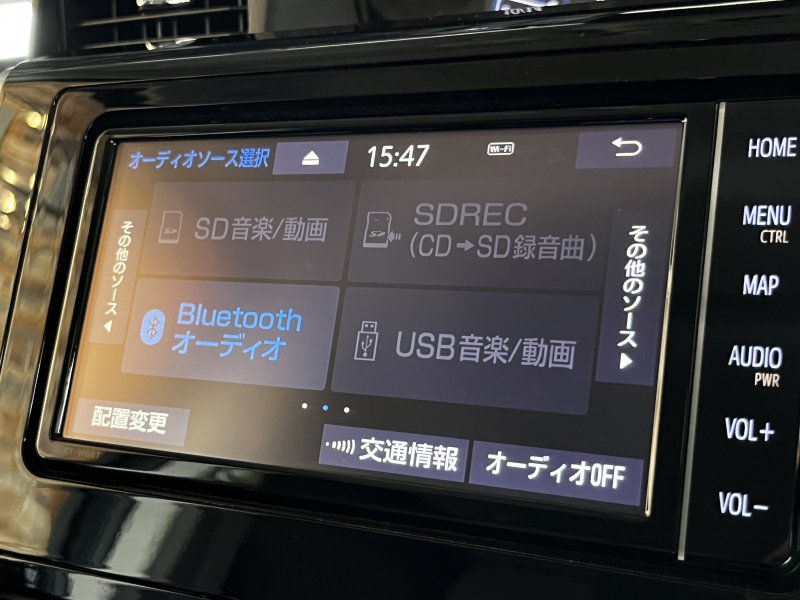 オーディオソース選択
15:47
Wi-Fi
HOME
SD音楽/動画
SDREC
(CD→SD録音曲)
MENU
CTRL
その他のソース◀
その他のソース▶
MAP
Bluetooth
オーディオ
USB音楽/動画
AUDIO
PWR
VOL+
配置変更
交通情報
オーディオOFF
VOL-